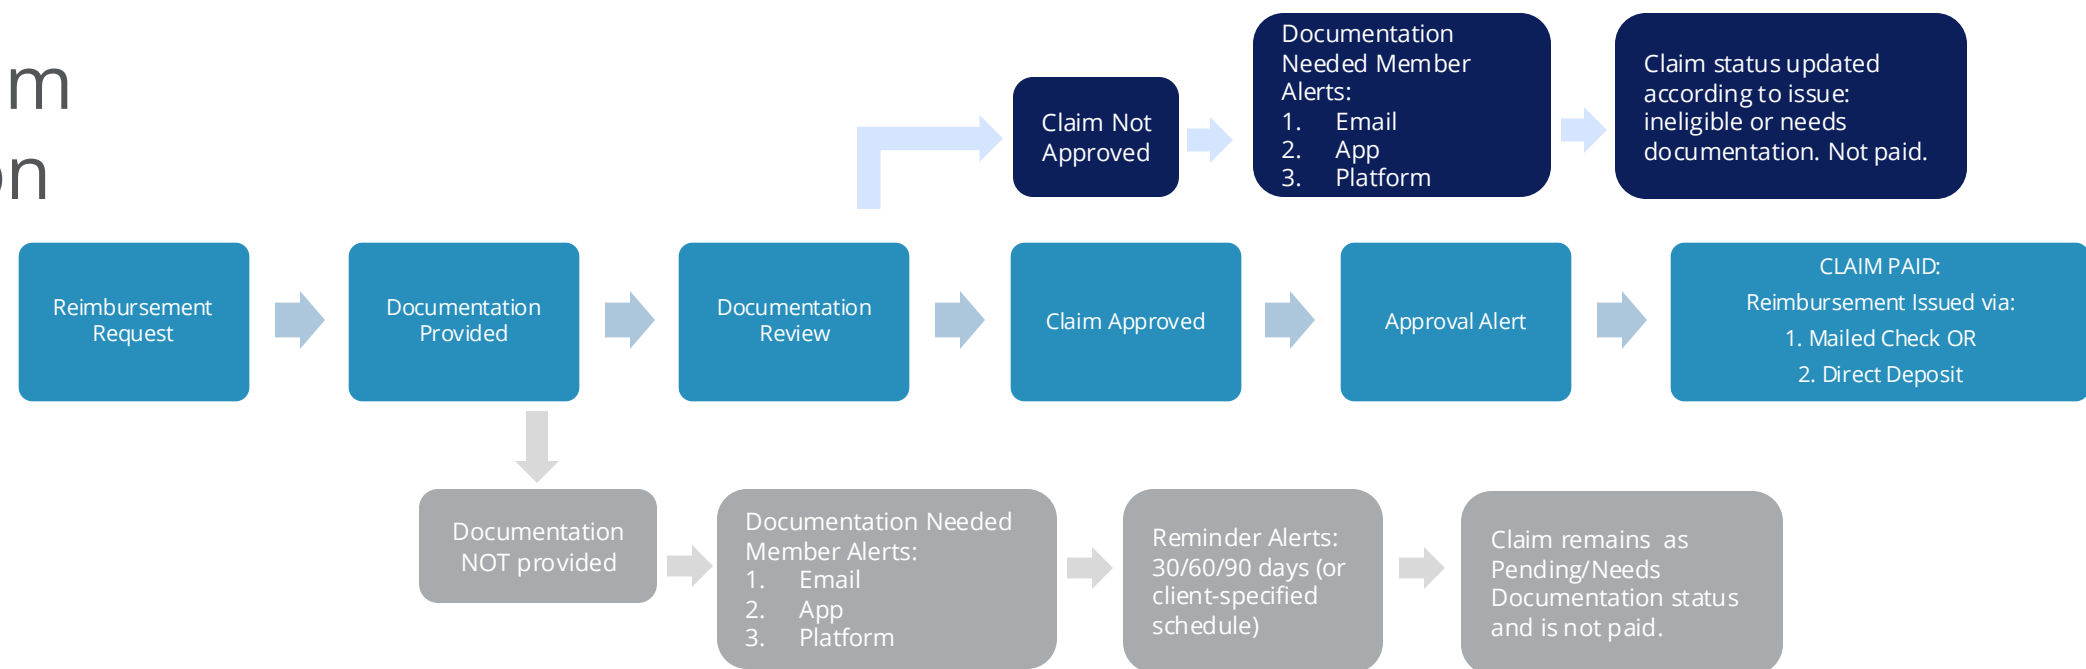 m
on
Claim Not
Approved
Documentation
Needed Member
Alerts:
1. Email
2. App
3. Platform
Claim status updated
according to issue:
ineligible or needs
documentation. Not paid.
Reimbursement
Request
Documentation
Provided
Documentation
Review
Claim Approved
Approval Alert
CLAIM PAID:
Reimbursement Issued via:
1. Mailed Check OR
2. Direct Deposit
Documentation
NOT provided
Documentation Needed
Member Alerts:
1. Email
2. App
3. Platform
Reminder Alerts:
30/60/90 days (or
client-specified
schedule)
Claim remains as
Pending/Needs
Documentation status
and is not paid.